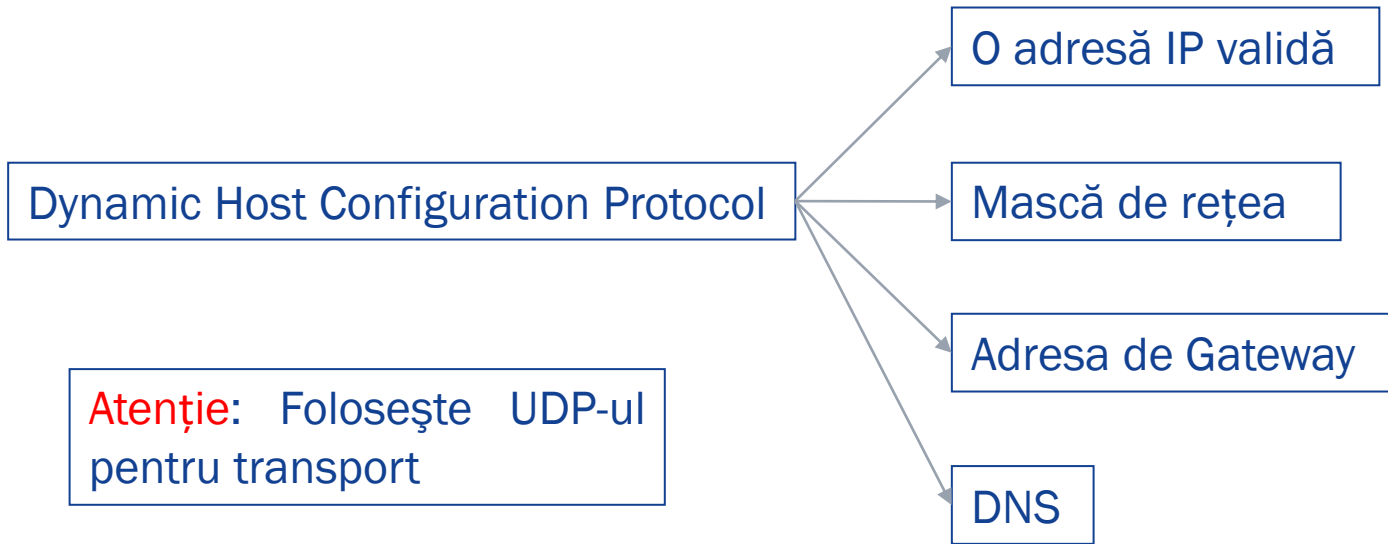 O adresă IP validă
Dynamic Host Configuration Protocol
Mască de rețea
Adresa de Gateway
Atenție: Foloseşte UDP-ul
pentru transport
DNS